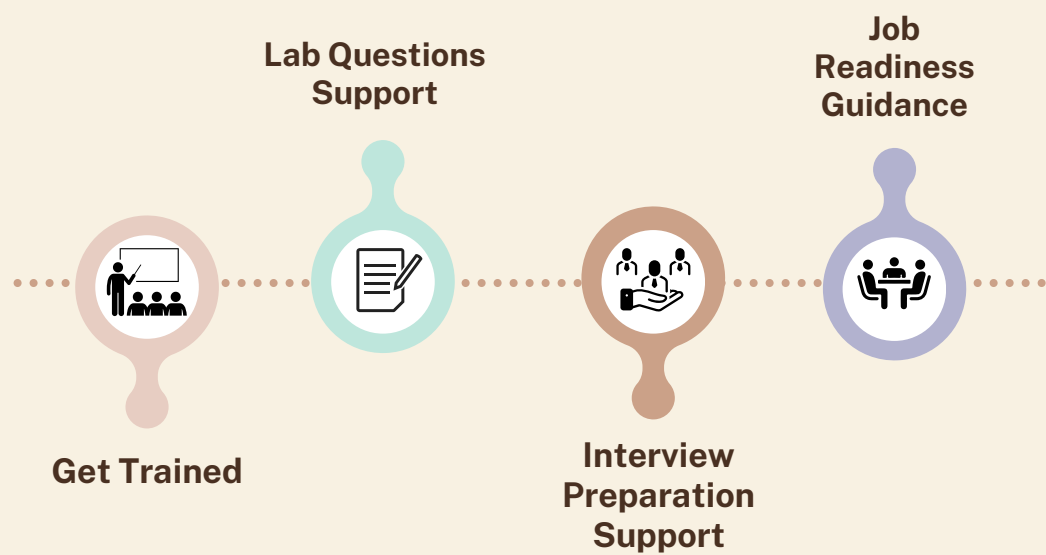 Get Trained
Lab Questions
Support
Interview
Preparation
Support
Job
Readiness
Guidance